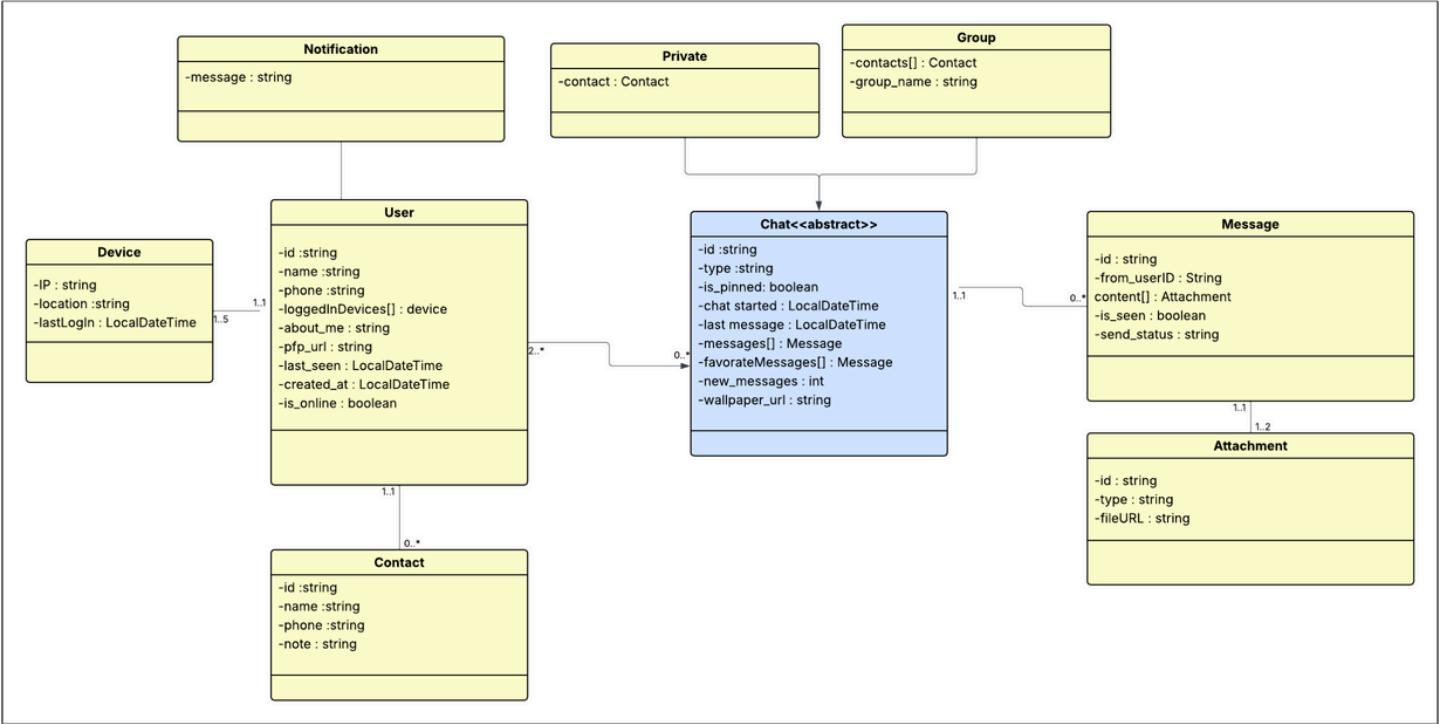 Notification
-message : string
Private
-contact : Contact
Group
-contacts[] : Contact
-group_name : string
Device
-IP : string
-location :string
-lastLogIn : LocalDateTime
1..1
1..5
User
-id :string
-name :string
-phone :string
-loggedInDevices[] : device
-about_me : string
-pfp_url : string
-last_seen : LocalDateTime
-created_at : LocalDateTime
-is_online : boolean
2..*
0..*
Chat<<abstract>>
-id :string
-type :string
-is_pinned: boolean
-chat started : LocalDateTime
-last message : LocalDateTime
-messages[] : Message
-favorateMessages[] : Message
-new_messages : int
-wallpaper_url : string
1..1
0..*
Message
-id : string
-from_userID : String
content[] : Attachment
-is_seen : boolean
-send_status : string
1..1
1..2
Attachment
-id : string
-type : string
-fileURL : string
1..1
0..*
Contact
-id :string
-name :string
-phone :string
-note : string